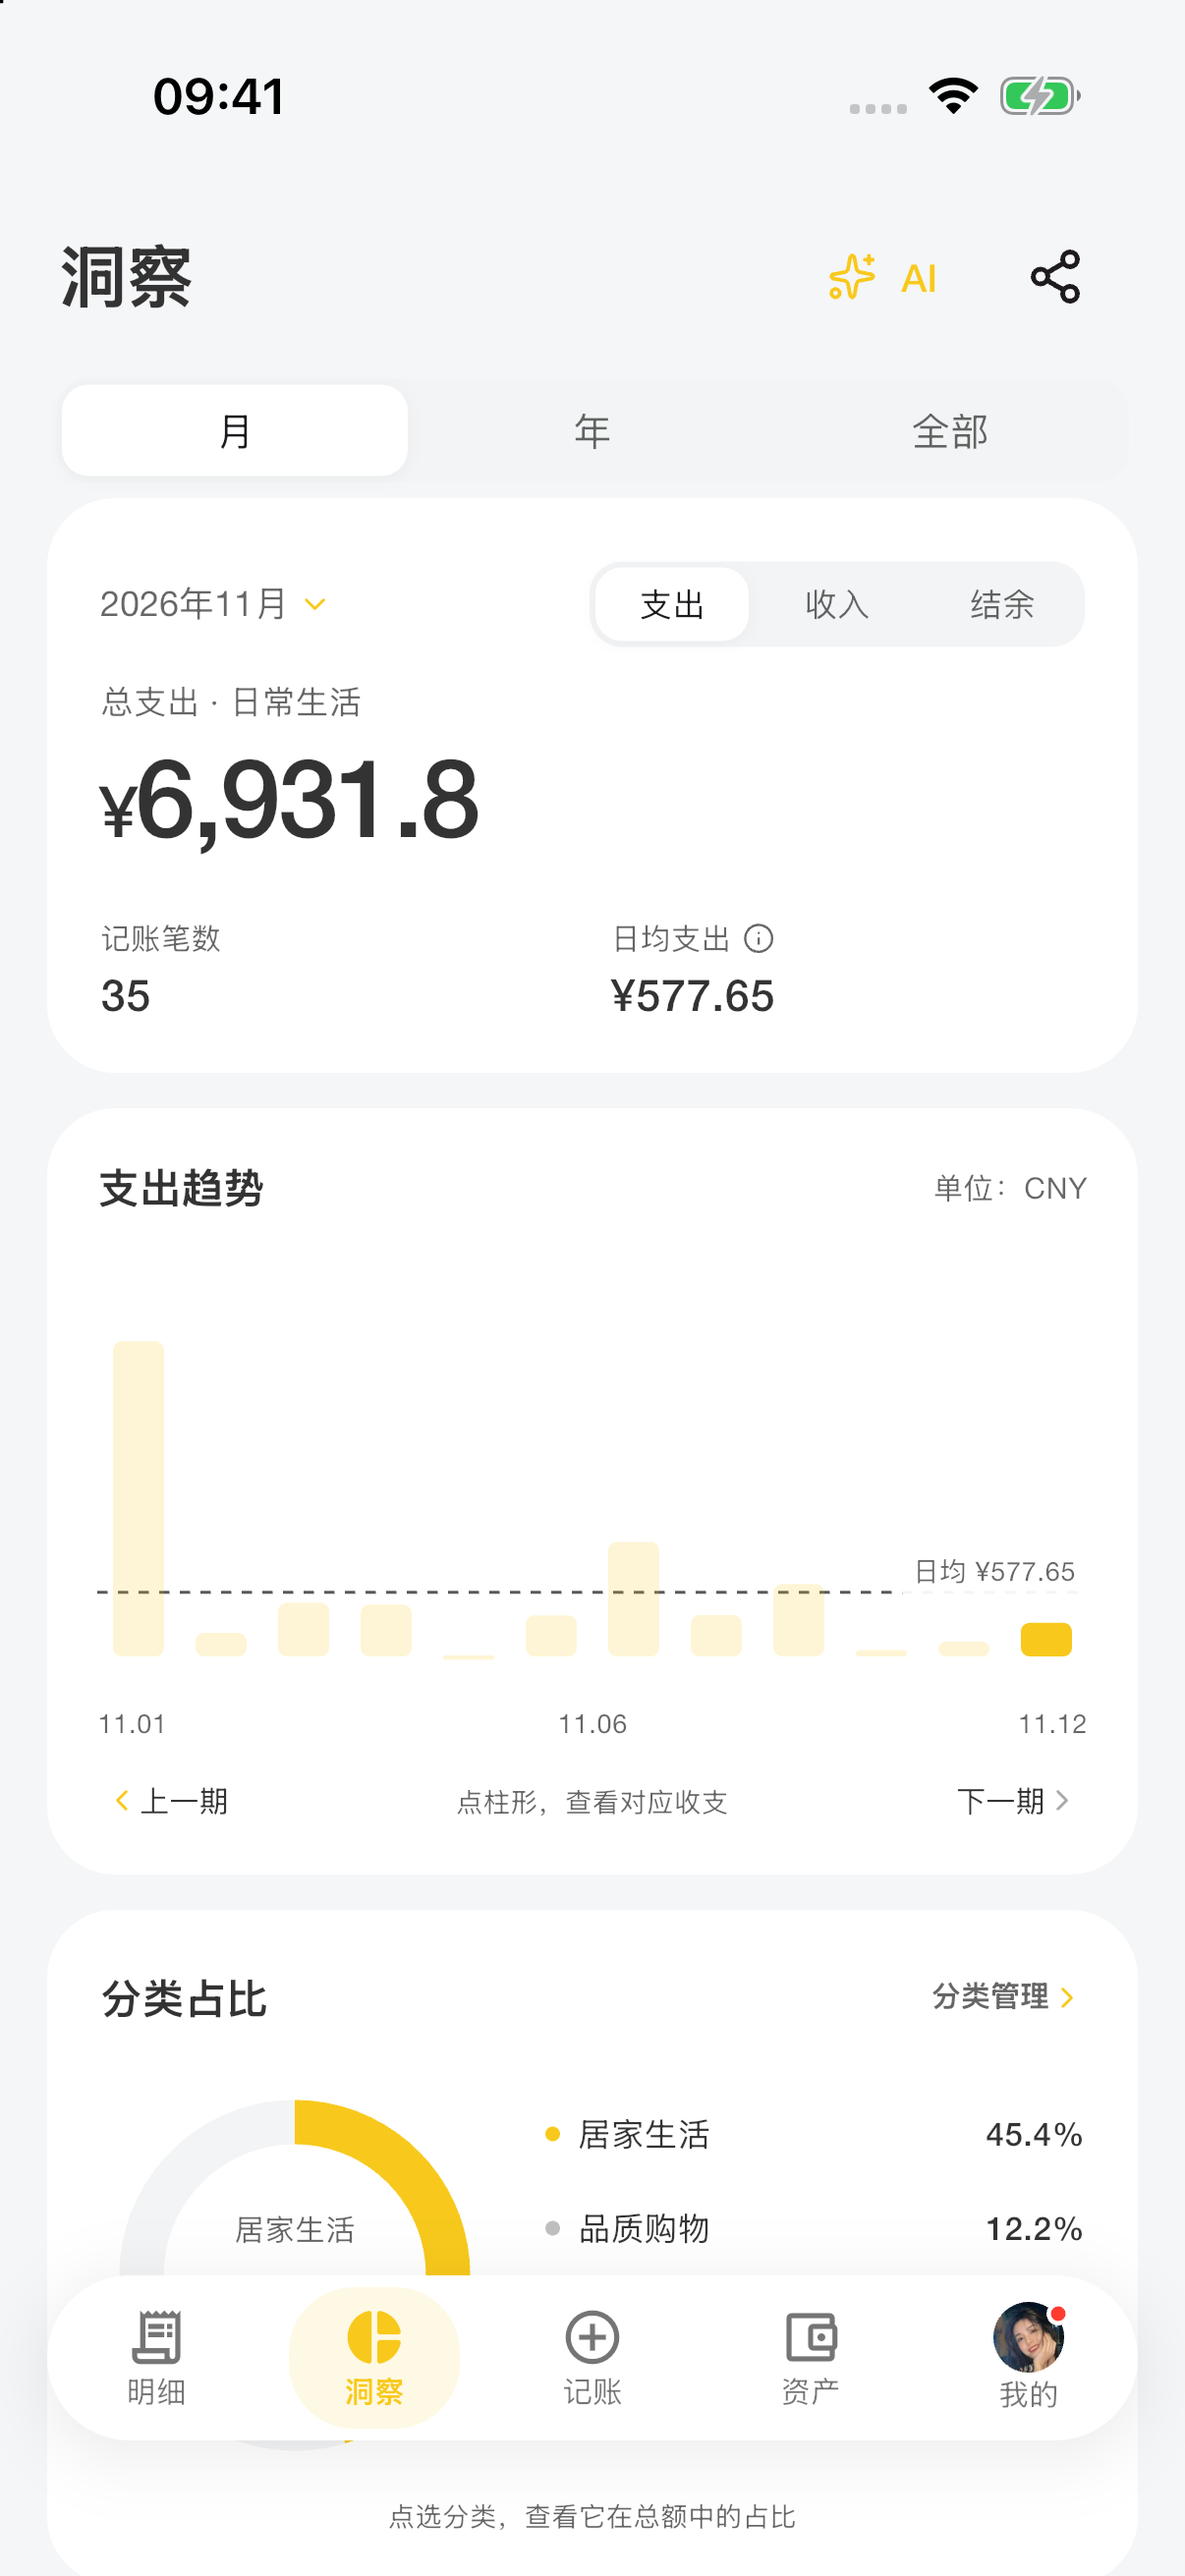 09:41
洞察
AI
月 年 全部
2026年11月
支出 收入 结余
总支出 · 日常生活
¥6,931.8
记账笔数 日均支出
35 ¥577.65
支出趋势 单位：CNY
日均 ¥577.65
11.01 11.06 11.12
上一期 点柱形，查看对应收支 下一期
分类占比 分类管理
居家生活 45.4%
居家生活
品质购物 12.2%
明细 洞察 记账 资产 我的
点选分类，查看它在总额中的占比